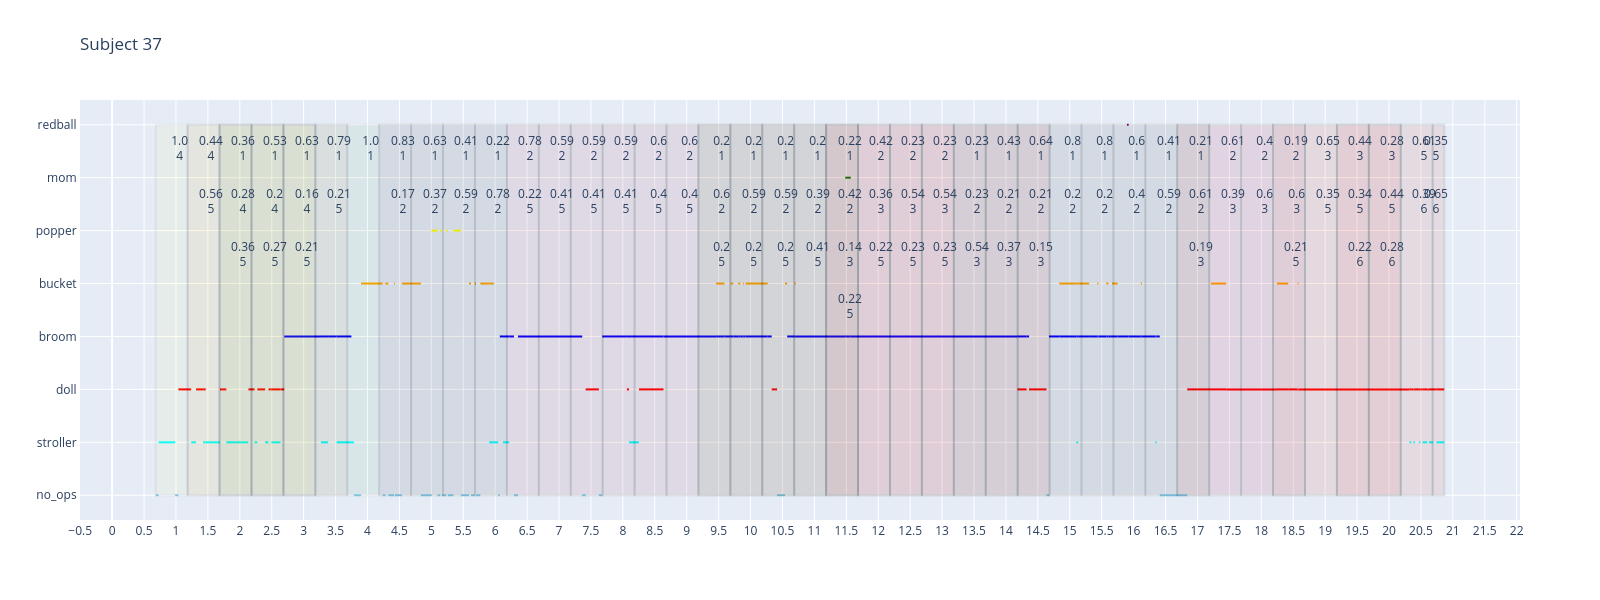 Subject 37
redball
1.0 0.44 0.36 0.53 0.63 0.79 1.0 0.83 0.63 0.41 0.22 0.78 0.59 0.59 0.59 0.6 0.6 0.2 0.2 0.2 0.2 0.22 0.42 0.23 0.23 0.23 0.43 0.64 0.8 0.8 0.6 0.41 0.21 0.61 0.4 0.19 0.65 0.44 0.28 0.35
4 4 1 1 1 1 1 1 1 1 1 2 2 2 2 2 2 1 1 1 1 1 2 2 2 1 1 1 1 1 1 1 1 2 2 2 3 3 3 5 5
mom
0.56 0.28 0.2 0.16 0.21 0.17 0.37 0.59 0.78 0.22 0.41 0.41 0.41 0.4 0.4 0.6 0.59 0.59 0.39 0.42 0.36 0.54 0.54 0.23 0.21 0.21 0.2 0.2 0.4 0.59 0.61 0.39 0.6 0.6 0.35 0.34 0.44 0.39 0.65
5 4 4 4 5 2 2 2 2 5 5 5 5 5 5 2 2 2 2 2 3 3 3 2 2 2 2 2 2 2 2 3 3 3 5 5 5 6 6
popper
0.36 0.27 0.21 0.2 0.2 0.2 0.41 0.14 0.22 0.23 0.23 0.54 0.37 0.15 0.19 0.21 0.22 0.28
5 5 5 5 5 5 5 3 5 5 5 3 3 3 3 5 6 6
bucket
0.22
5
broom
doll
stroller
no_ops
−0.5 0 0.5 1 1.5 2 2.5 3 3.5 4 4.5 5 5.5 6 6.5 7 7.5 8 8.5 9 9.5 10 10.5 11 11.5 12 12.5 13 13.5 14 14.5 15 15.5 16 16.5 17 17.5 18 18.5 19 19.5 20 20.5 21 21.5 22